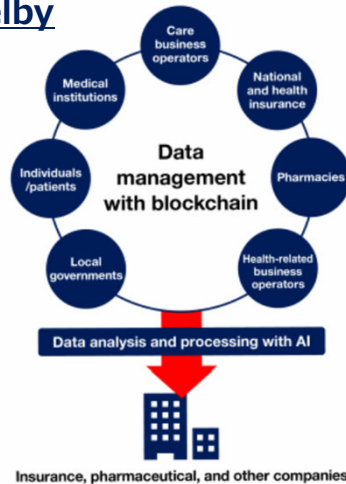 elby
Care
business
operators
Medical
institutions
National
and health
insurance
Individuals
/patients
Data
management
with blockchain
Pharmacies
Local
governments
Health-related
business
operators
Data analysis and processing with AI
Insurance, pharmaceutical, and other companies